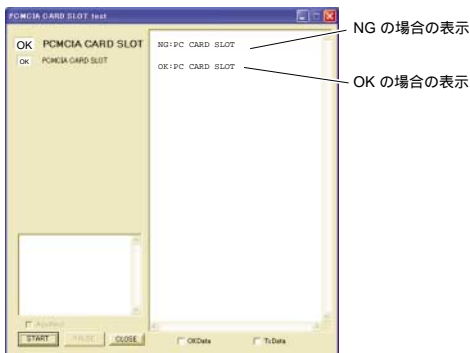 PCMCIA CARD SLOT test
OK PCMCIA CARD SLOT
OK PCMCIA CARD SLOT
NG:PC CARD SLOT
OK:PC CARD SLOT
NG の場合の表示
OK の場合の表示
START PAUSE CLOSE
OKData
TsData